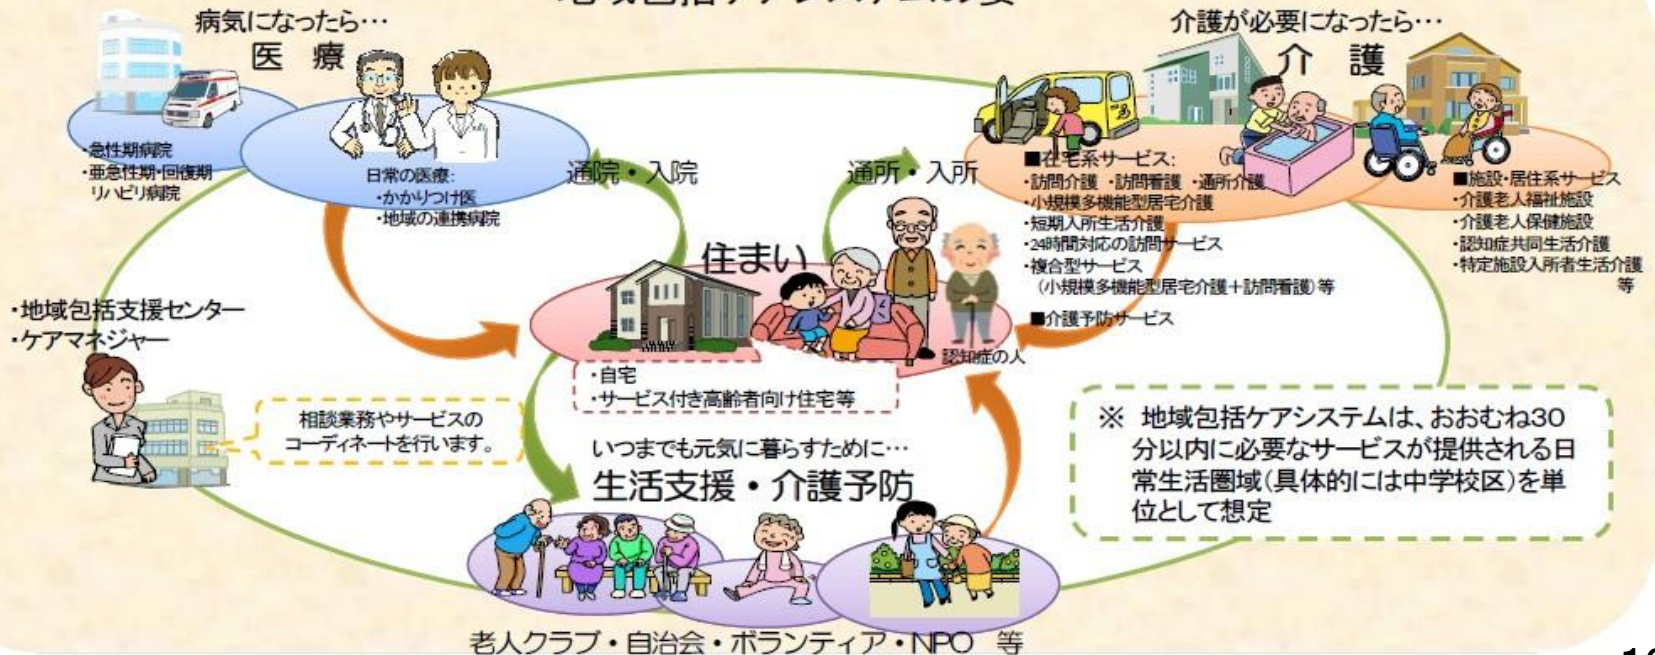 病気になったら…
医 療
・急性期病院
・亜急性期・回復期
リハビリ病院
日常の医療:
・かかりつけ医
・地域の連携病院
通院・入院
通所・入所
介護が必要になったら…
介 護
■在宅系サービス:
・訪問介護 ・訪問看護 ・通所介護
・小規模多機能型居宅介護
・短期入所生活介護
・24時間対応の訪問サービス
・複合型サービス
(小規模多機能型居宅介護+訪問看護)等
■介護予防サービス
■施設・居住系サービス
・介護老人福祉施設
・介護老人保健施設
・認知症共同生活介護
・特定施設入所者生活介護
等
住まい
認知症の人
・自宅
・サービス付き高齢者向け住宅等
・地域包括支援センター
・ケアマネジャー
相談業務やサービスの
コーディネートを行います。
いつまでも元気に暮らすために…
生活支援・介護予防
老人クラブ・自治会・ボランティア・NPO 等
※ 地域包括ケアシステムは、おおむね30
分以内に必要なサービスが提供される日
常生活圏域(具体的には中学校区)を単
位として想定